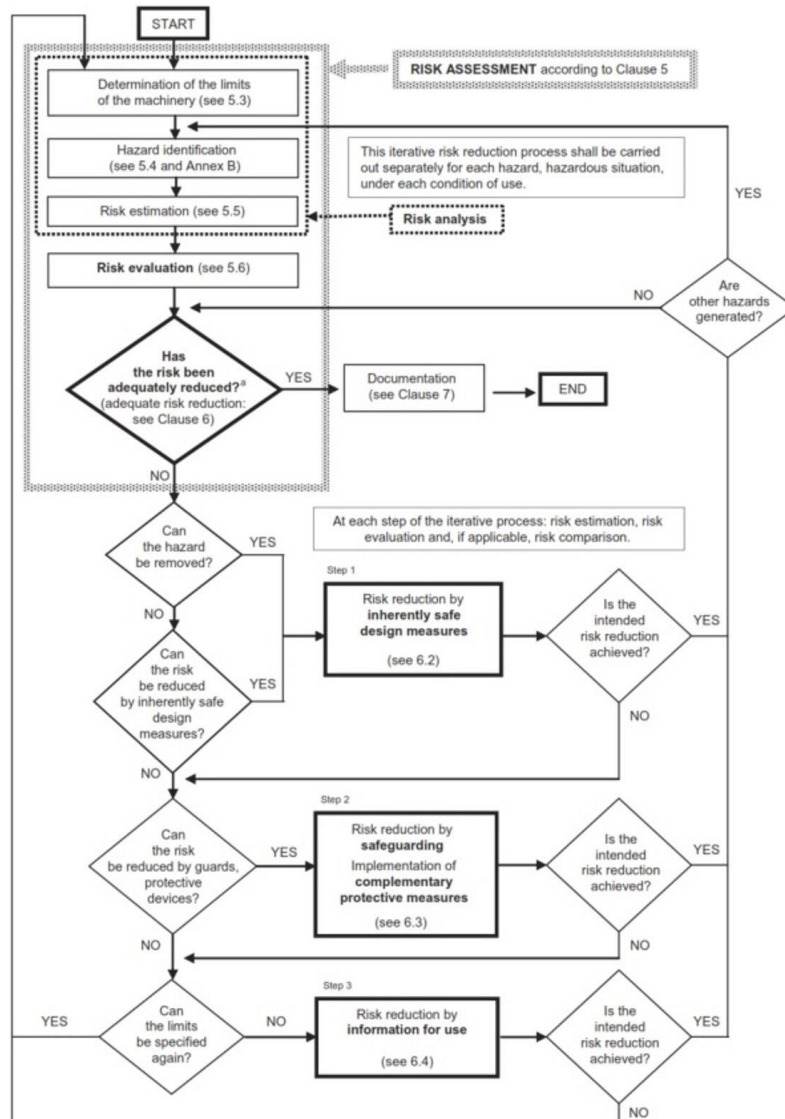 START
RISK ASSESSMENT according to Clause 5
Determination of the limits
of the machinery (see 5.3)
Hazard identification
(see 5.4 and Annex B)
This iterative risk reduction process shall be carried
out separately for each hazard, hazardous situation,
under each condition of use.
YES
Risk estimation (see 5.5)
Risk analysis
Risk evaluation (see 5.6)
NO
Are
other hazards
generated?
Has
the risk been
adequately reduced?a
(adequate risk reduction:
see Clause 6)
YES
Documentation
(see Clause 7)
END
NO
At each step of the iterative process: risk estimation, risk
evaluation and, if applicable, risk comparison.
Can
the hazard
be removed?
YES
Step 1
Risk reduction by
inherently safe
design measures
(see 6.2)
Is the
intended
risk reduction
achieved?
YES
NO
Can
the risk
be reduced
by inherently safe
design
measures?
YES
NO
NO
Step 2
Can
the risk
be reduced by guards,
protective
devices?
YES
Risk reduction by
safeguarding
Implementation of
complementary
protective measures
(see 6.3)
Is the
intended
risk reduction
achieved?
YES
NO
NO
Step 3
YES
Can
the limits
be specified
again?
NO
Risk reduction by
information for use
(see 6.4)
Is the
intended
risk reduction
achieved?
YES
NO